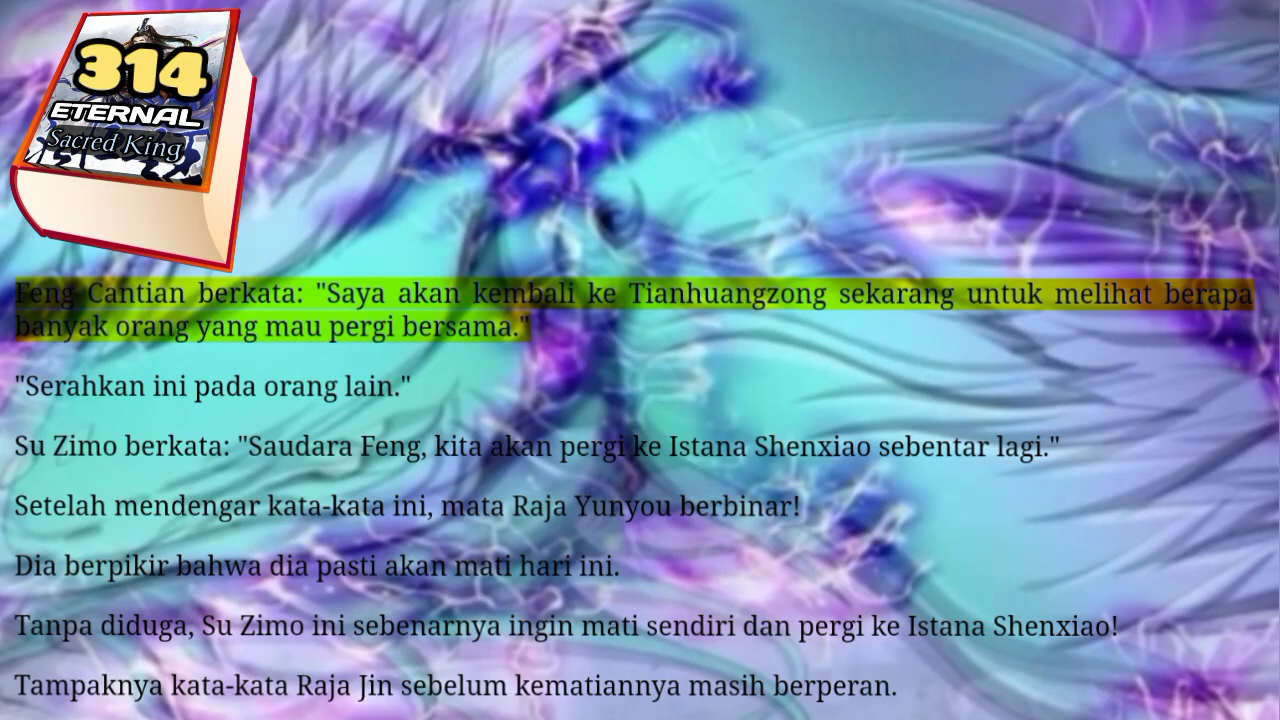 314
ETERNAL
Sacred King
Feng Cantian berkata: "Saya akan kembali ke Tianhuangzong sekarang untuk melihat berapa
banyak orang yang mau pergi bersama."
"Serahkan ini pada orang lain."
Su Zimo berkata: "Saudara Feng, kita akan pergi ke Istana Shenxiao sebentar lagi."
Setelah mendengar kata-kata ini, mata Raja Yunyou berbinar!
Dia berpikir bahwa dia pasti akan mati hari ini.
Tanpa diduga, Su Zimo ini sebenarnya ingin mati sendiri dan pergi ke Istana Shenxiao!
Tampaknya kata-kata Raja Jin sebelum kematiannya masih berperan.